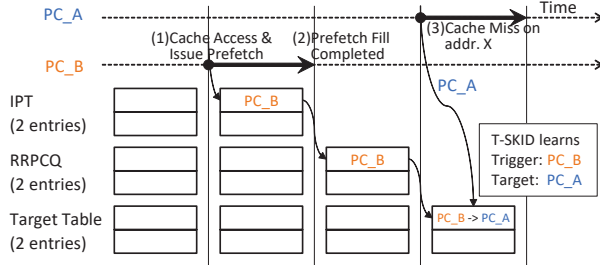 PC_A
Time
(1)Cache Access &
Issue Prefetch
(2)Prefetch Fill
Completed
(3)Cache Miss on
addr. X
PC_B
PC_A
IPT
(2 entries)
PC_B
RRPCQ
(2 entries)
PC_B
T-SKID learns
Trigger: PC_B
Target: PC_A
Target Table
(2 entries)
PC_B -> PC_A